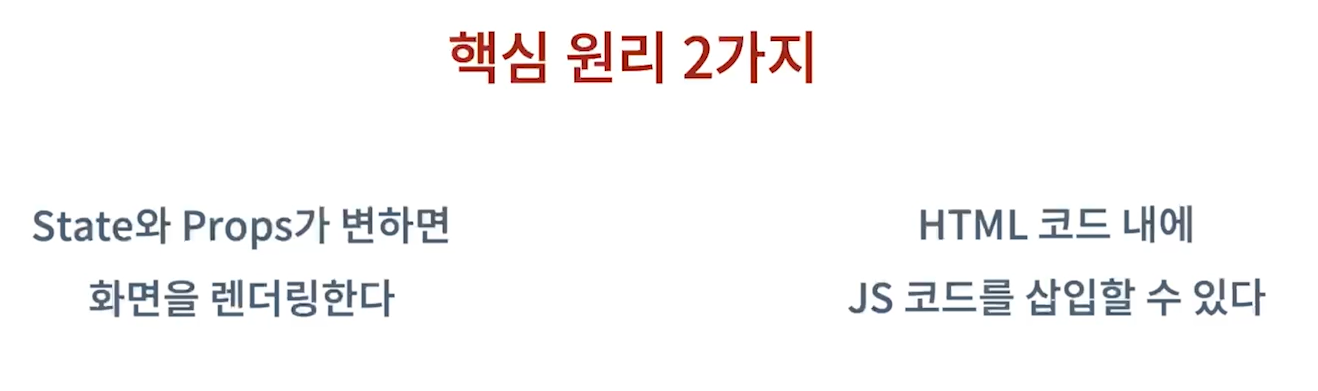 핵심 원리 2가지
State와 Props가 변하면
화면을 렌더링한다
HTML 코드 내에
JS 코드를 삽입할 수 있다